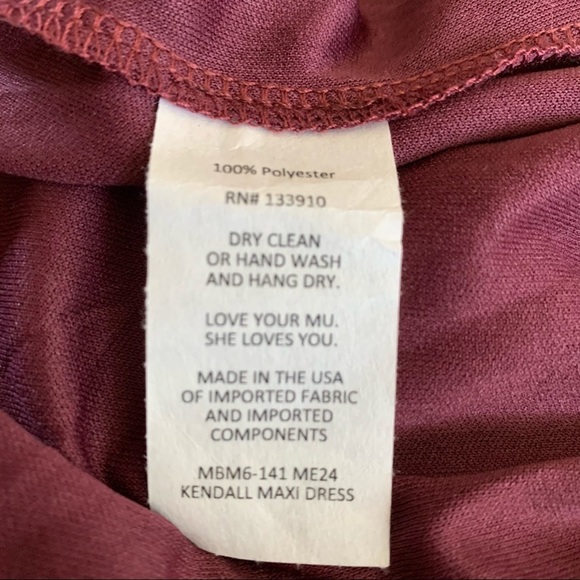 100% Polyester
RN# 133910
DRY CLEAN
OR HAND WASH
AND HANG DRY.
LOVE YOUR MU.
SHE LOVES YOU.
MADE IN THE USA
OF IMPORTED FABRIC
AND IMPORTED
COMPONENTS
MBM6-141 ME24
KENDALL MAXI DRESS